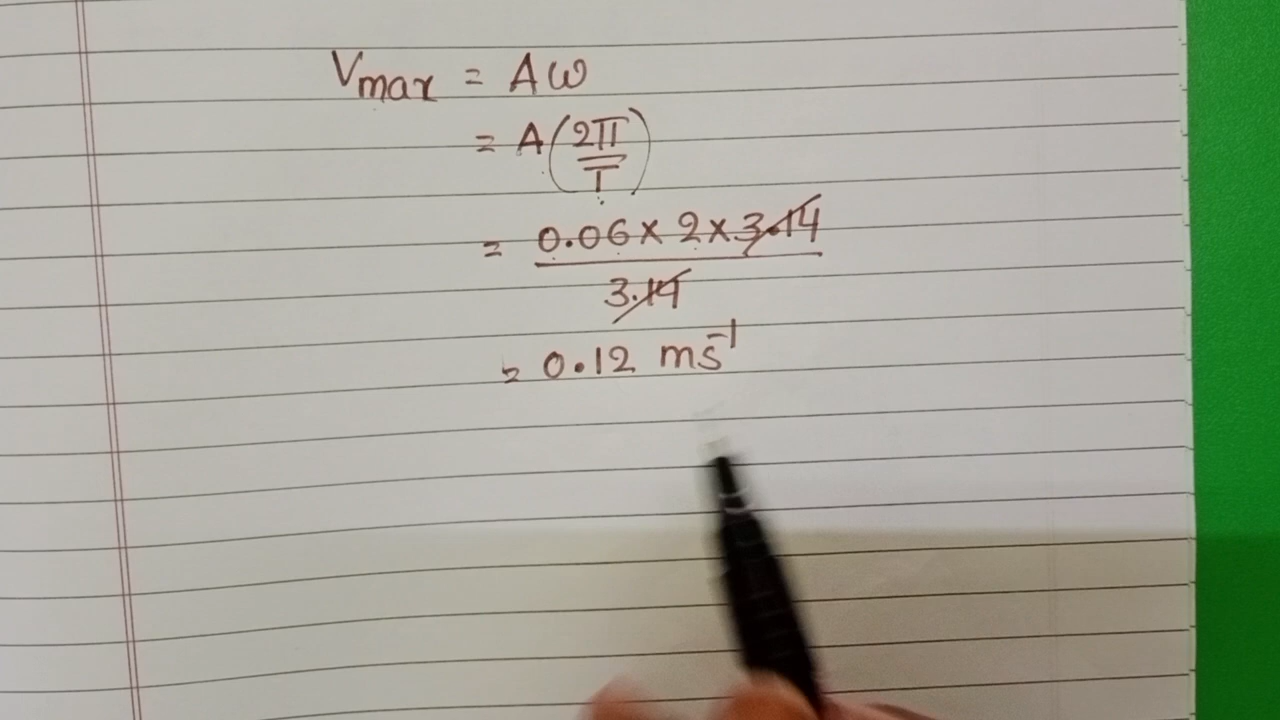 Vmax = Aω
= A(2π/T)
= 0.06 × 2 × 3.14 / 3.14
= 0.12 ms⁻¹